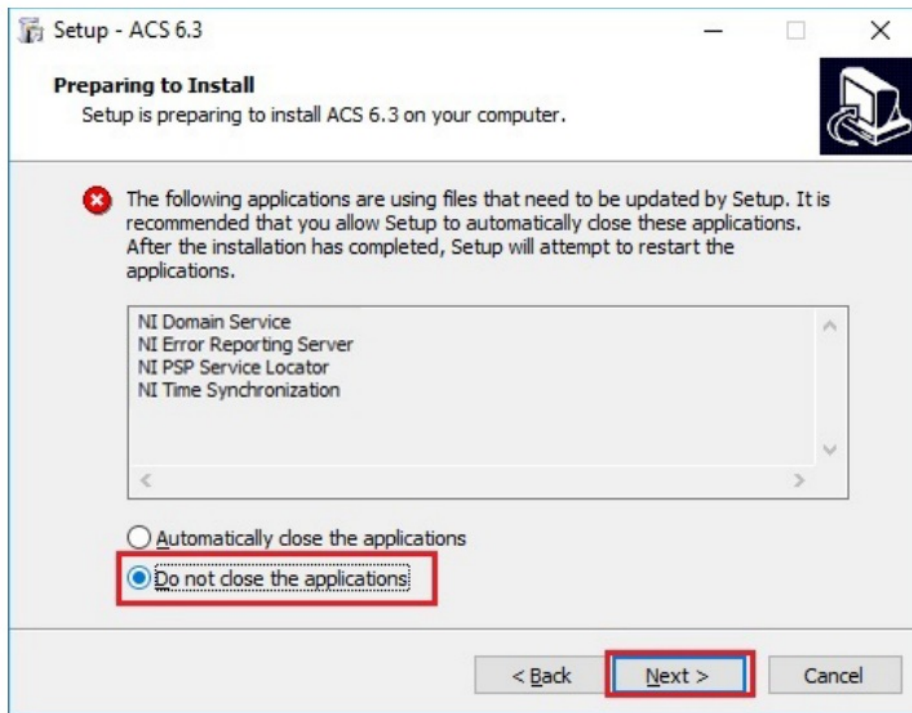 Setup - ACS 6.3
Preparing to Install
Setup is preparing to install ACS 6.3 on your computer.
The following applications are using files that need to be updated by Setup. It is
recommended that you allow Setup to automatically close these applications.
After the installation has completed, Setup will attempt to restart the
applications.
NI Domain Service
NI Error Reporting Server
NI PSP Service Locator
NI Time Synchronization
Automatically close the applications
Do not close the applications
< Back Next > Cancel